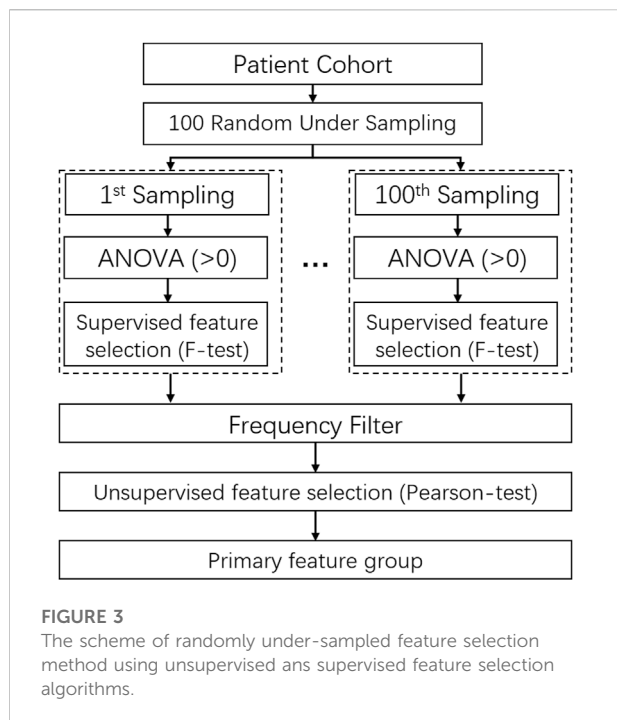 Patient Cohort
100 Random Under Sampling
1st Sampling
100th Sampling
ANOVA (>0)
...
ANOVA (>0)
Supervised feature
selection (F-test)
Supervised feature
selection (F-test)
Frequency Filter
Unsupervised feature selection (Pearson-test)
Primary feature group
FIGURE 3
The scheme of randomly under-sampled feature selection
method using unsupervised ans supervised feature selection
algorithms.